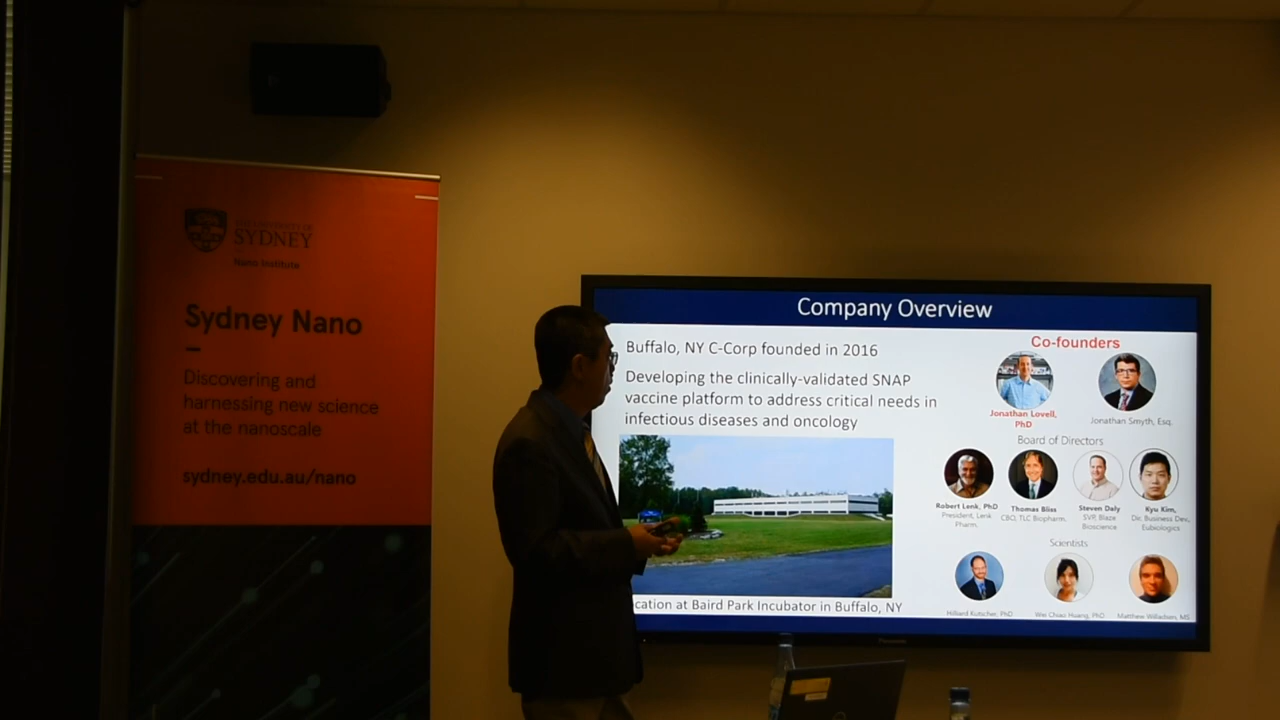 THE UNIVERSITY OF
SYDNEY
Nano Institute
Sydney Nano
Discovering and
harnessing new science
at the nanoscale
sydney.edu.au/nano
Company Overview
Buffalo, NY C-Corp founded in 2016
Developing the clinically-validated SNAP
vaccine platform to address critical needs in
infectious diseases and oncology
cation at Baird Park Incubator in Buffalo, NY
Co-founders
Jonathan Lovell,
PhD
Jonathan Smyth, Esq.
Board of Directors
Robert Lenk, PhD
President, Lenk
Pharm.
Thomas Bliss
CBO, TLC Biopharm.
Steven Daly
SVP, Blaze
Bioscience
Kyu Kim,
Dir, Business Dev,
Eubiologics
Scientists
Hilliard Kutscher, PhD
Wei Chiao Huang, PhD
Matthew Willadsen, MS
Panasonic